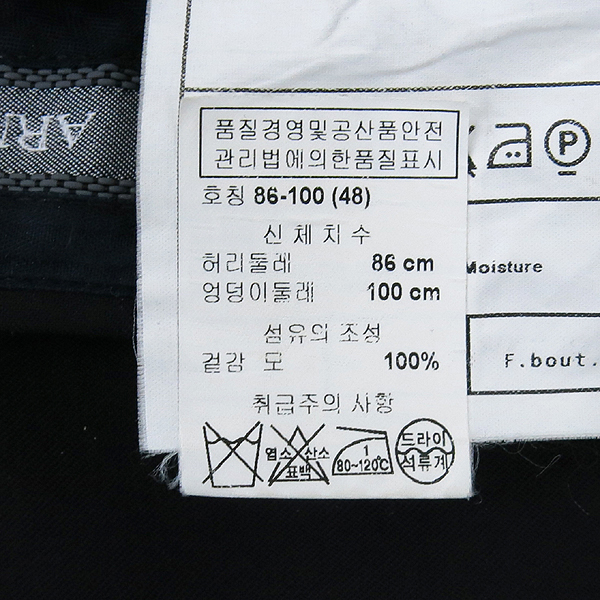 품질경영및공산품안전
관리법에의한품질표시
호칭 86-100 (48)
신 체 치 수
허리둘레 86 cm
엉덩이둘레 100 cm
섬유의 조성
겉감 모 100%
취급주의 사항
염소 산소
표백
1
80~120℃
드라이
석류계
P
Moisture
F.bout.